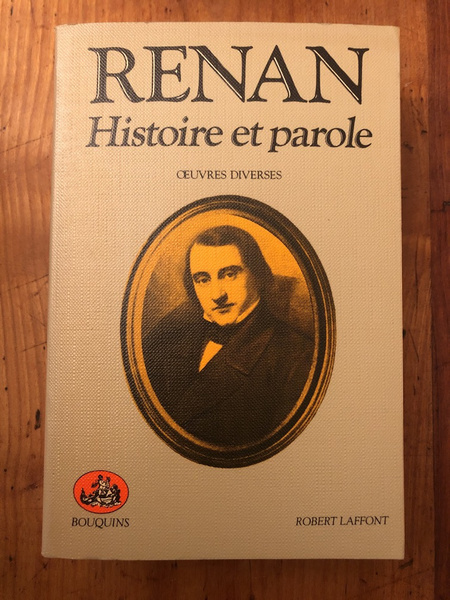 RENAN
Histoire et parole
ŒUVRES DIVERSES
BOUQUINS
ROBERT LAFFONT